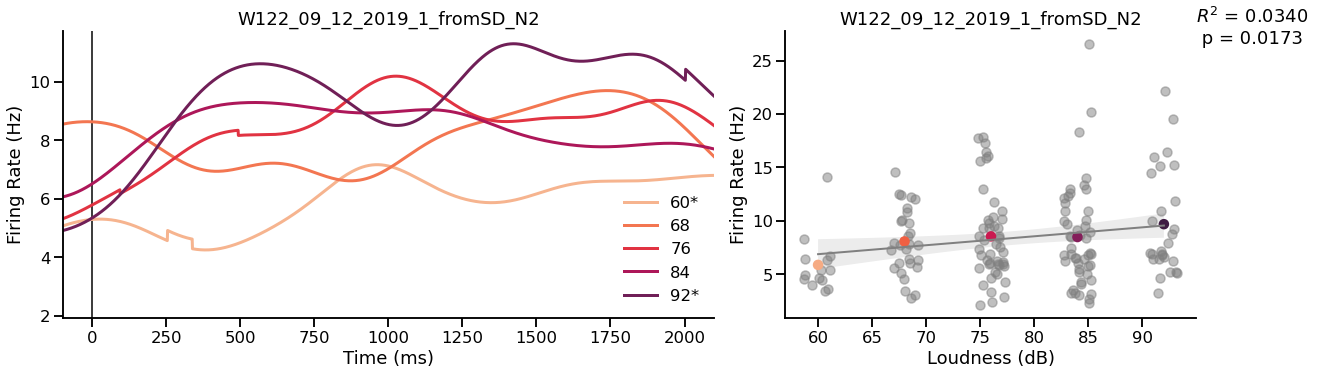 W122_09_12_2019_1_fromSD_N2
Firing Rate (Hz)
10
8
6
4
2
0 250 500 750 1000 1250 1500 1750 2000
Time (ms)
60*
68
76
84
92*
W122_09_12_2019_1_fromSD_N2
R² = 0.0340
p = 0.0173
Firing Rate (Hz)
25
20
15
10
5
60 65 70 75 80 85 90
Loudness (dB)